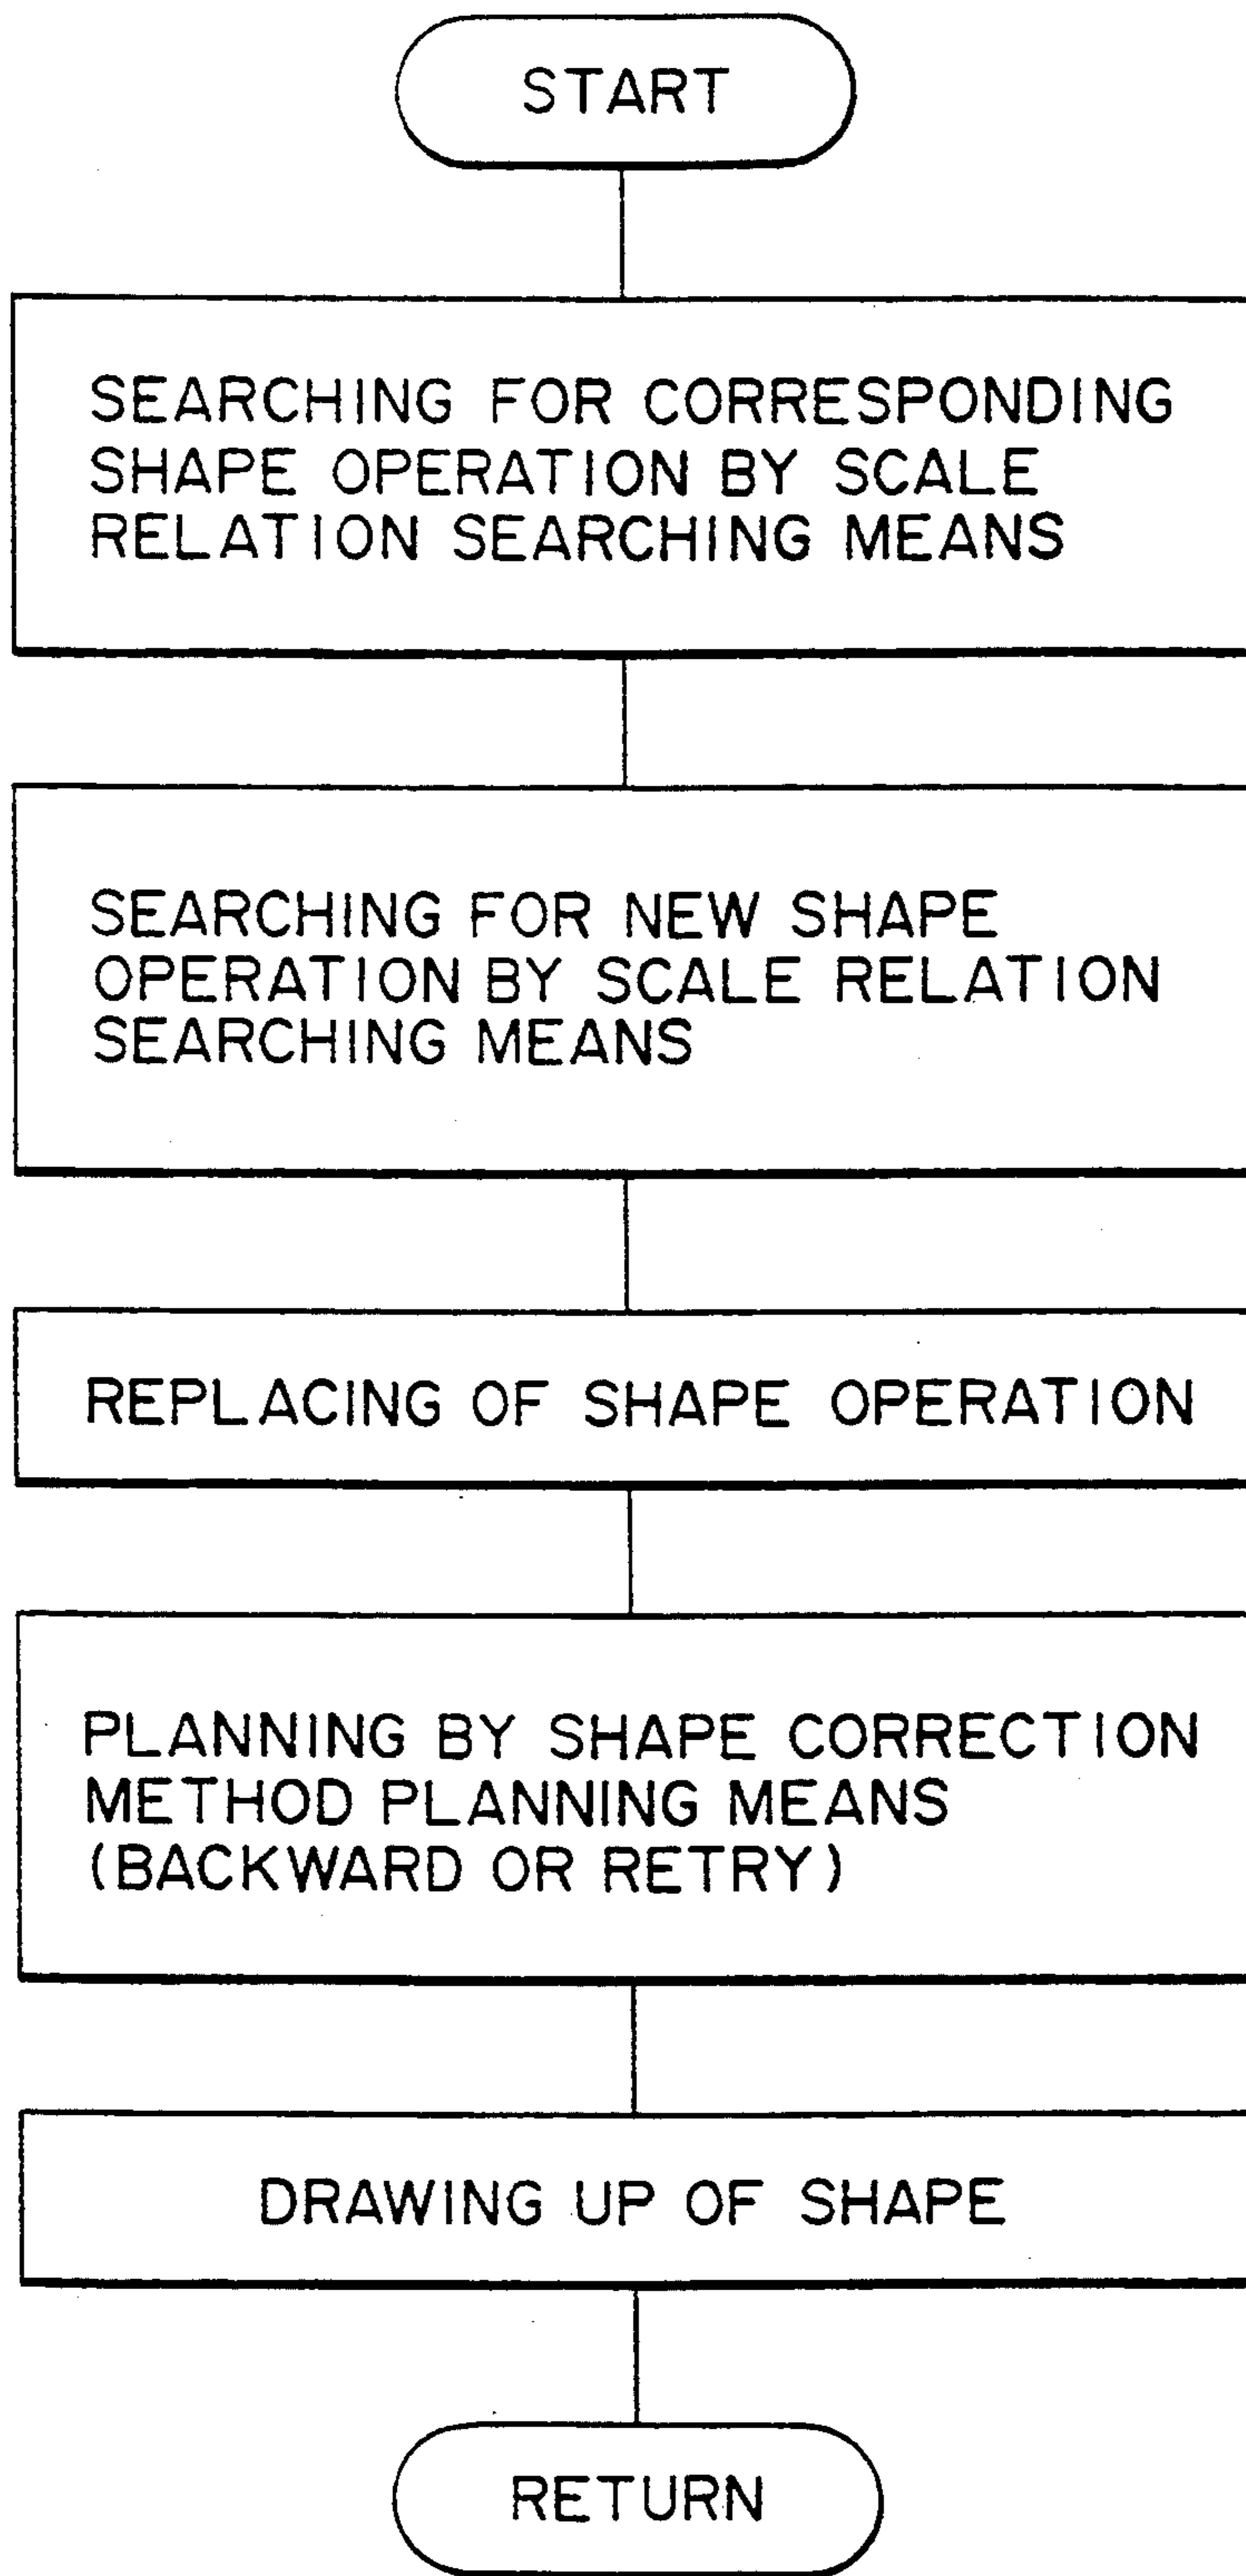 START
SEARCHING FOR CORRESPONDING
SHAPE OPERATION BY SCALE
RELATION SEARCHING MEANS
SEARCHING FOR NEW SHAPE
OPERATION BY SCALE RELATION
SEARCHING MEANS
REPLACING OF SHAPE OPERATION
PLANNING BY SHAPE CORRECTION
METHOD PLANNING MEANS
(BACKWARD OR RETRY)
DRAWING UP OF SHAPE
RETURN